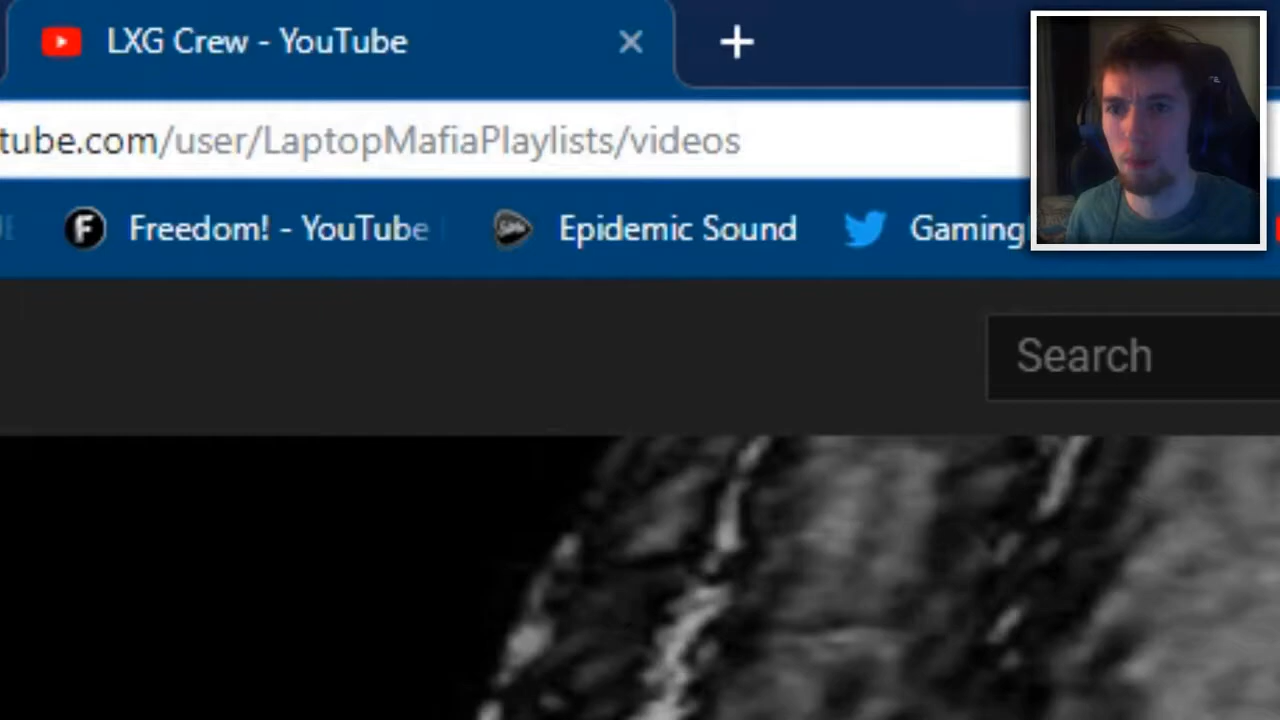 LXG Crew - YouTube
tube.com/user/LaptopMafiaPlaylists/videos
Freedom! - YouTube Epidemic Sound Gaming
Search